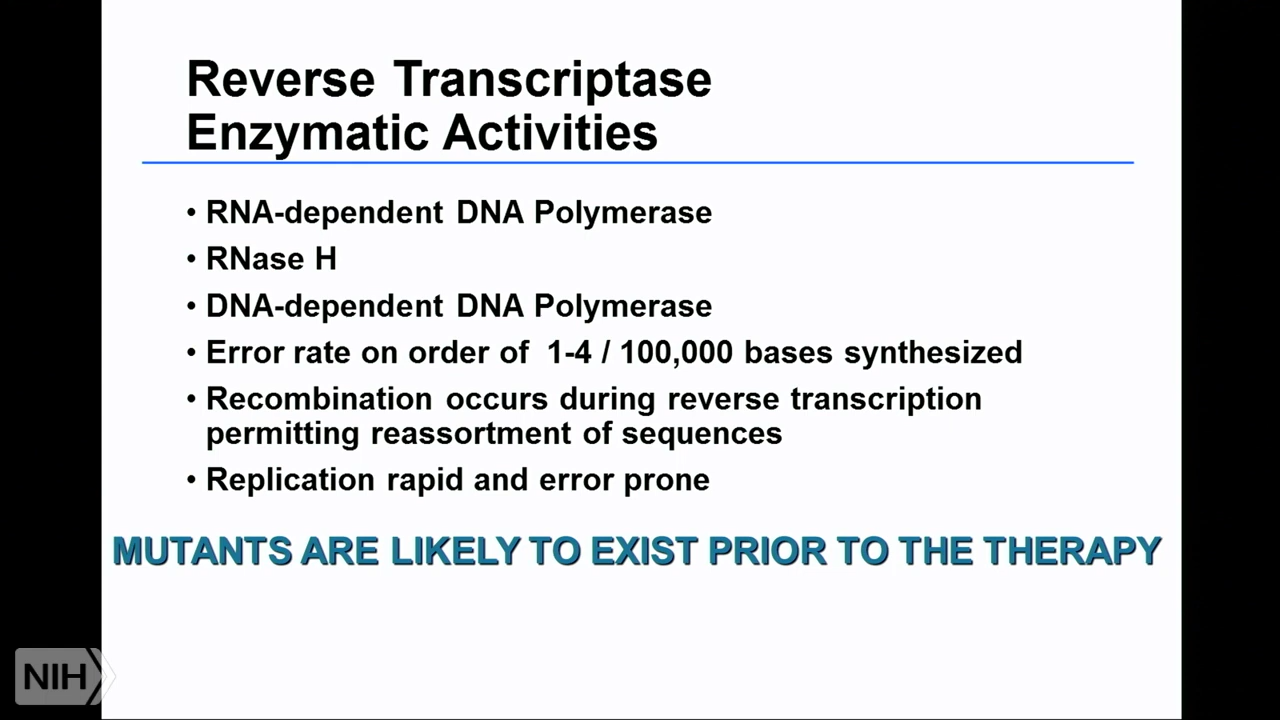 Reverse Transcriptase
Enzymatic Activities
• RNA-dependent DNA Polymerase
• RNase H
• DNA-dependent DNA Polymerase
• Error rate on order of 1-4 / 100,000 bases synthesized
• Recombination occurs during reverse transcription
permitting reassortment of sequences
• Replication rapid and error prone
MUTANTS ARE LIKELY TO EXIST PRIOR TO THE THERAPY
NIH